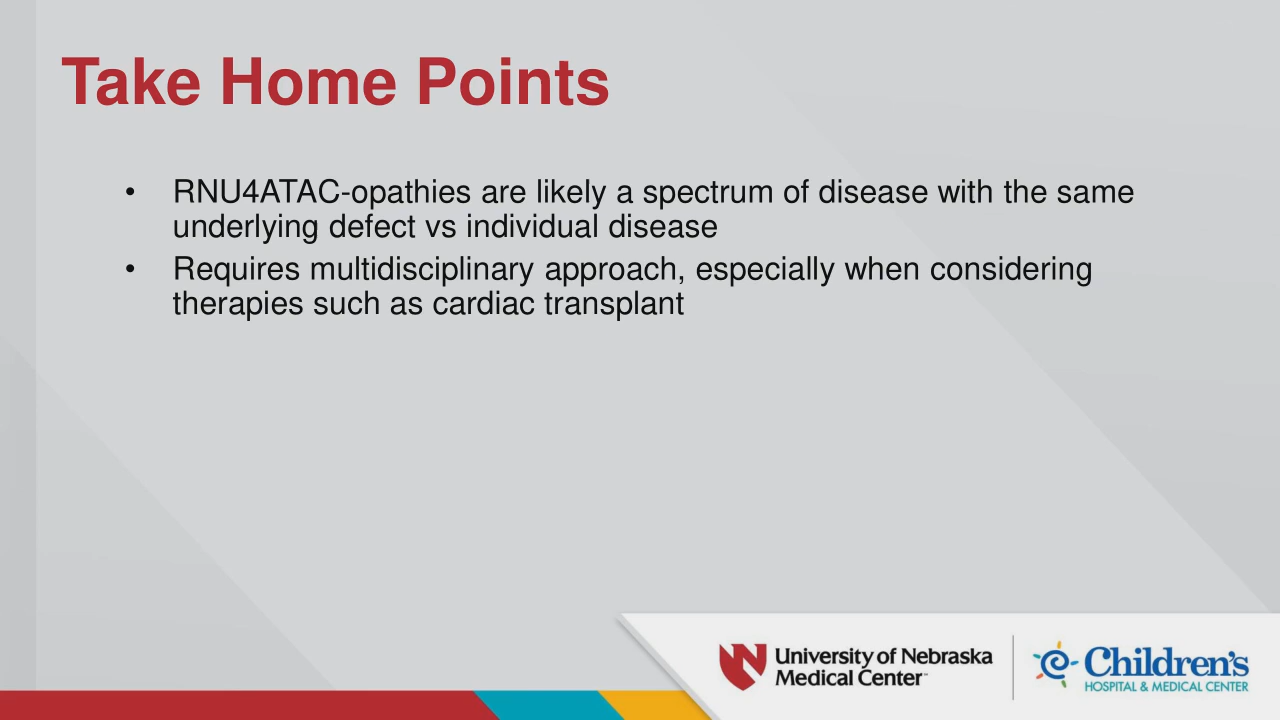 Take Home Points
• RNU4ATAC-opathies are likely a spectrum of disease with the same
underlying defect vs individual disease
• Requires multidisciplinary approach, especially when considering
therapies such as cardiac transplant
University of Nebraska
Medical Center™
Children's
HOSPITAL & MEDICAL CENTER